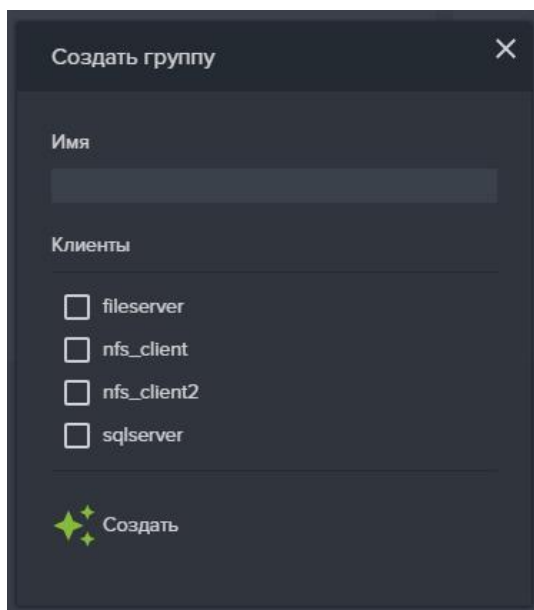 Создать группу
Имя
Клиенты
fileserver
nfs_client
nfs_client2
sqlserver
Создать